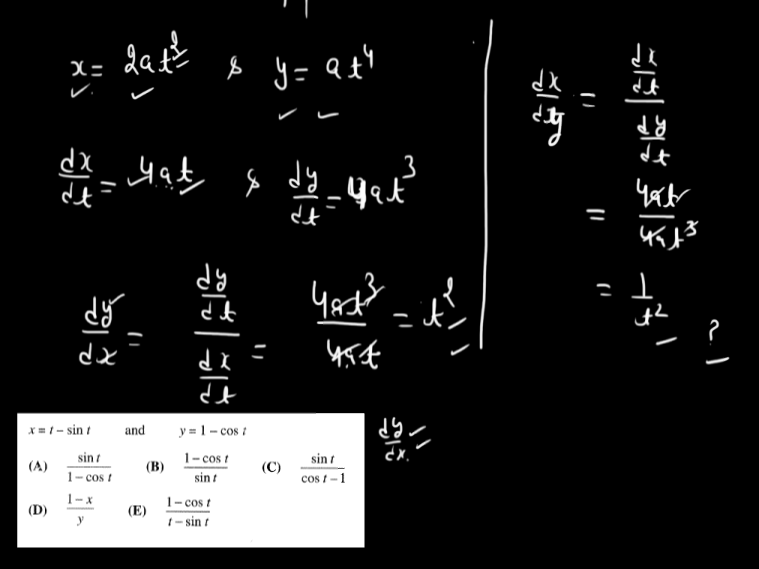 x = 2at² & y = at⁴
dx/dt = 4at & dy/dt = 4at³
dy/dx = (dy/dt)/(dx/dt) = 4at³/4at = t²
dx/dy = (dx/dt)/(dy/dt)
= 4at/4at³
= 1/t² ?
x = t − sin t and y = 1 − cos t
(A) sin t/(1 − cos t) (B) (1 − cos t)/sin t (C) sin t/(cos t − 1)
(D) (1 − x)/y (E) (1 − cos t)/(t − sin t)
dy/dx